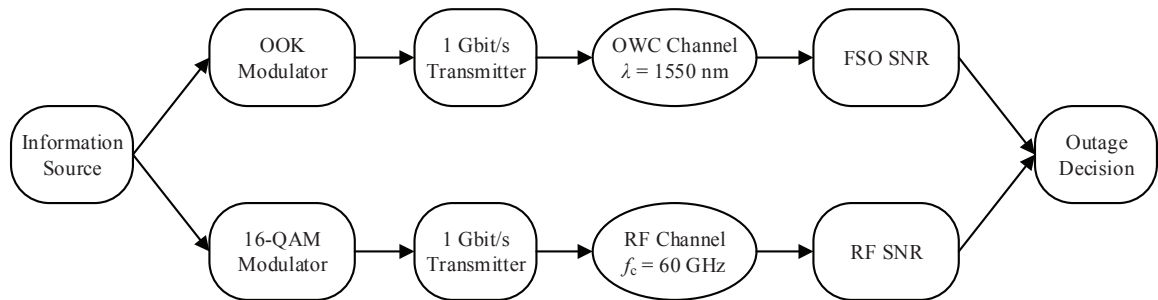 Information
Source
OOK
Modulator
1 Gbit/s
Transmitter
OWC Channel
λ = 1550 nm
FSO SNR
16-QAM
Modulator
1 Gbit/s
Transmitter
RF Channel
fc = 60 GHz
RF SNR
Outage
Decision